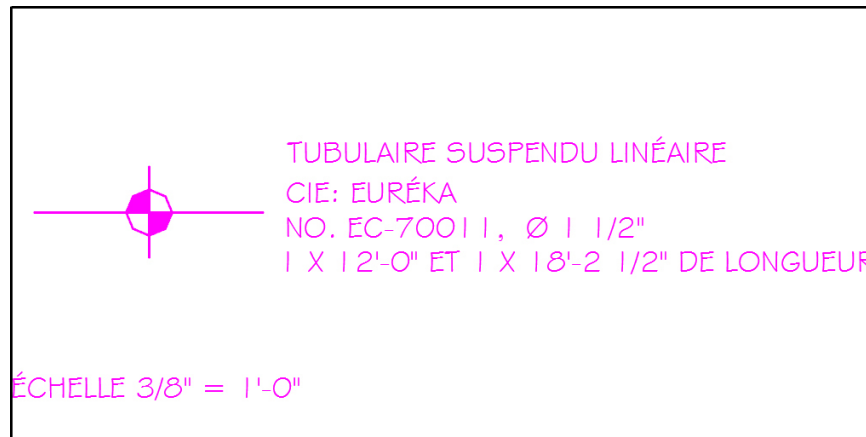 TUBULAIRE SUSPENDU LINÉAIRE
CIE: EURÉKA
NO. EC-70011, Ø 1 1/2"
1 X 12'-0" ET 1 X 18'-2 1/2" DE LONGUEUR
ÉCHELLE 3/8" = 1'-0"